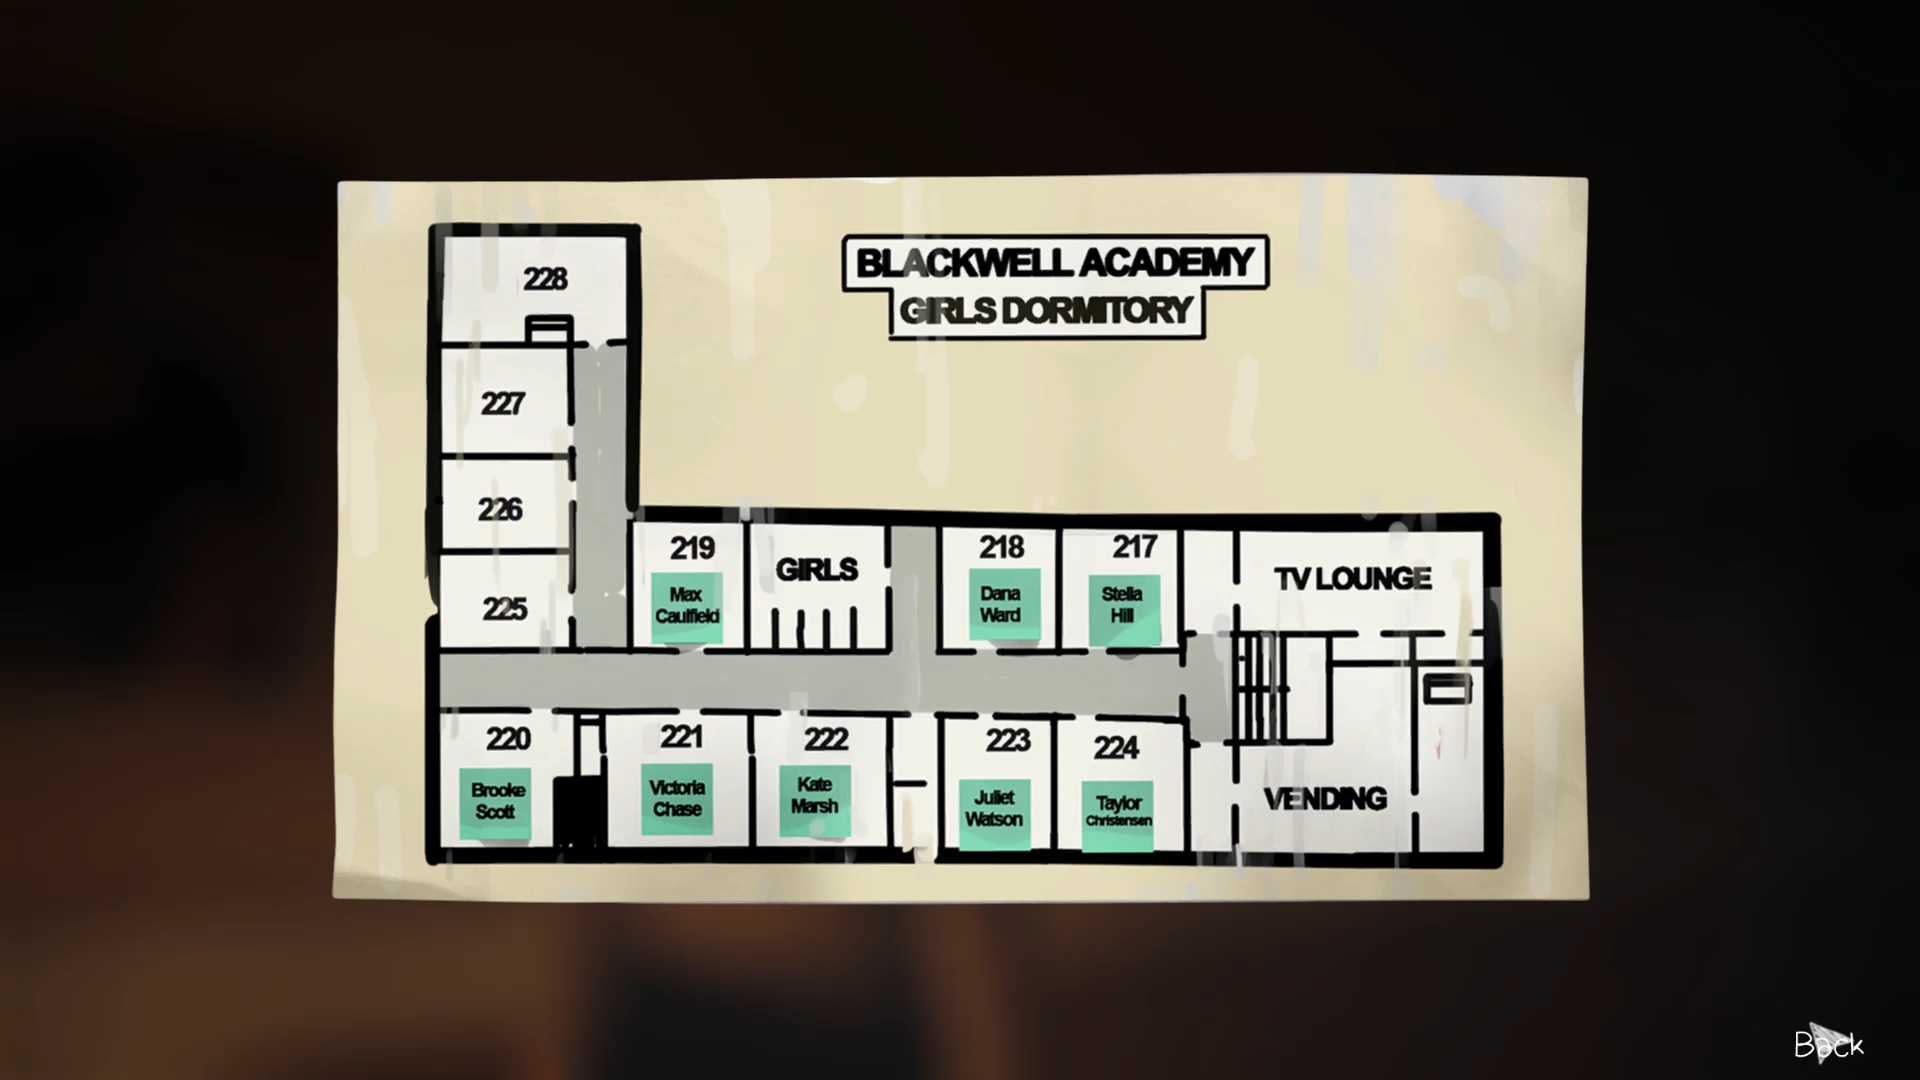 BLACKWELL ACADEMY
GIRLS DORMITORY
228
227
226
225
219
Max
Caulfield
GIRLS
218
Dana
Ward
217
Stella
Hill
TV LOUNGE
220
Brooke
Scott
221
Victoria
Chase
222
Kate
Marsh
223
Juliet
Watson
224
Taylor
Christensen
VENDING
Back